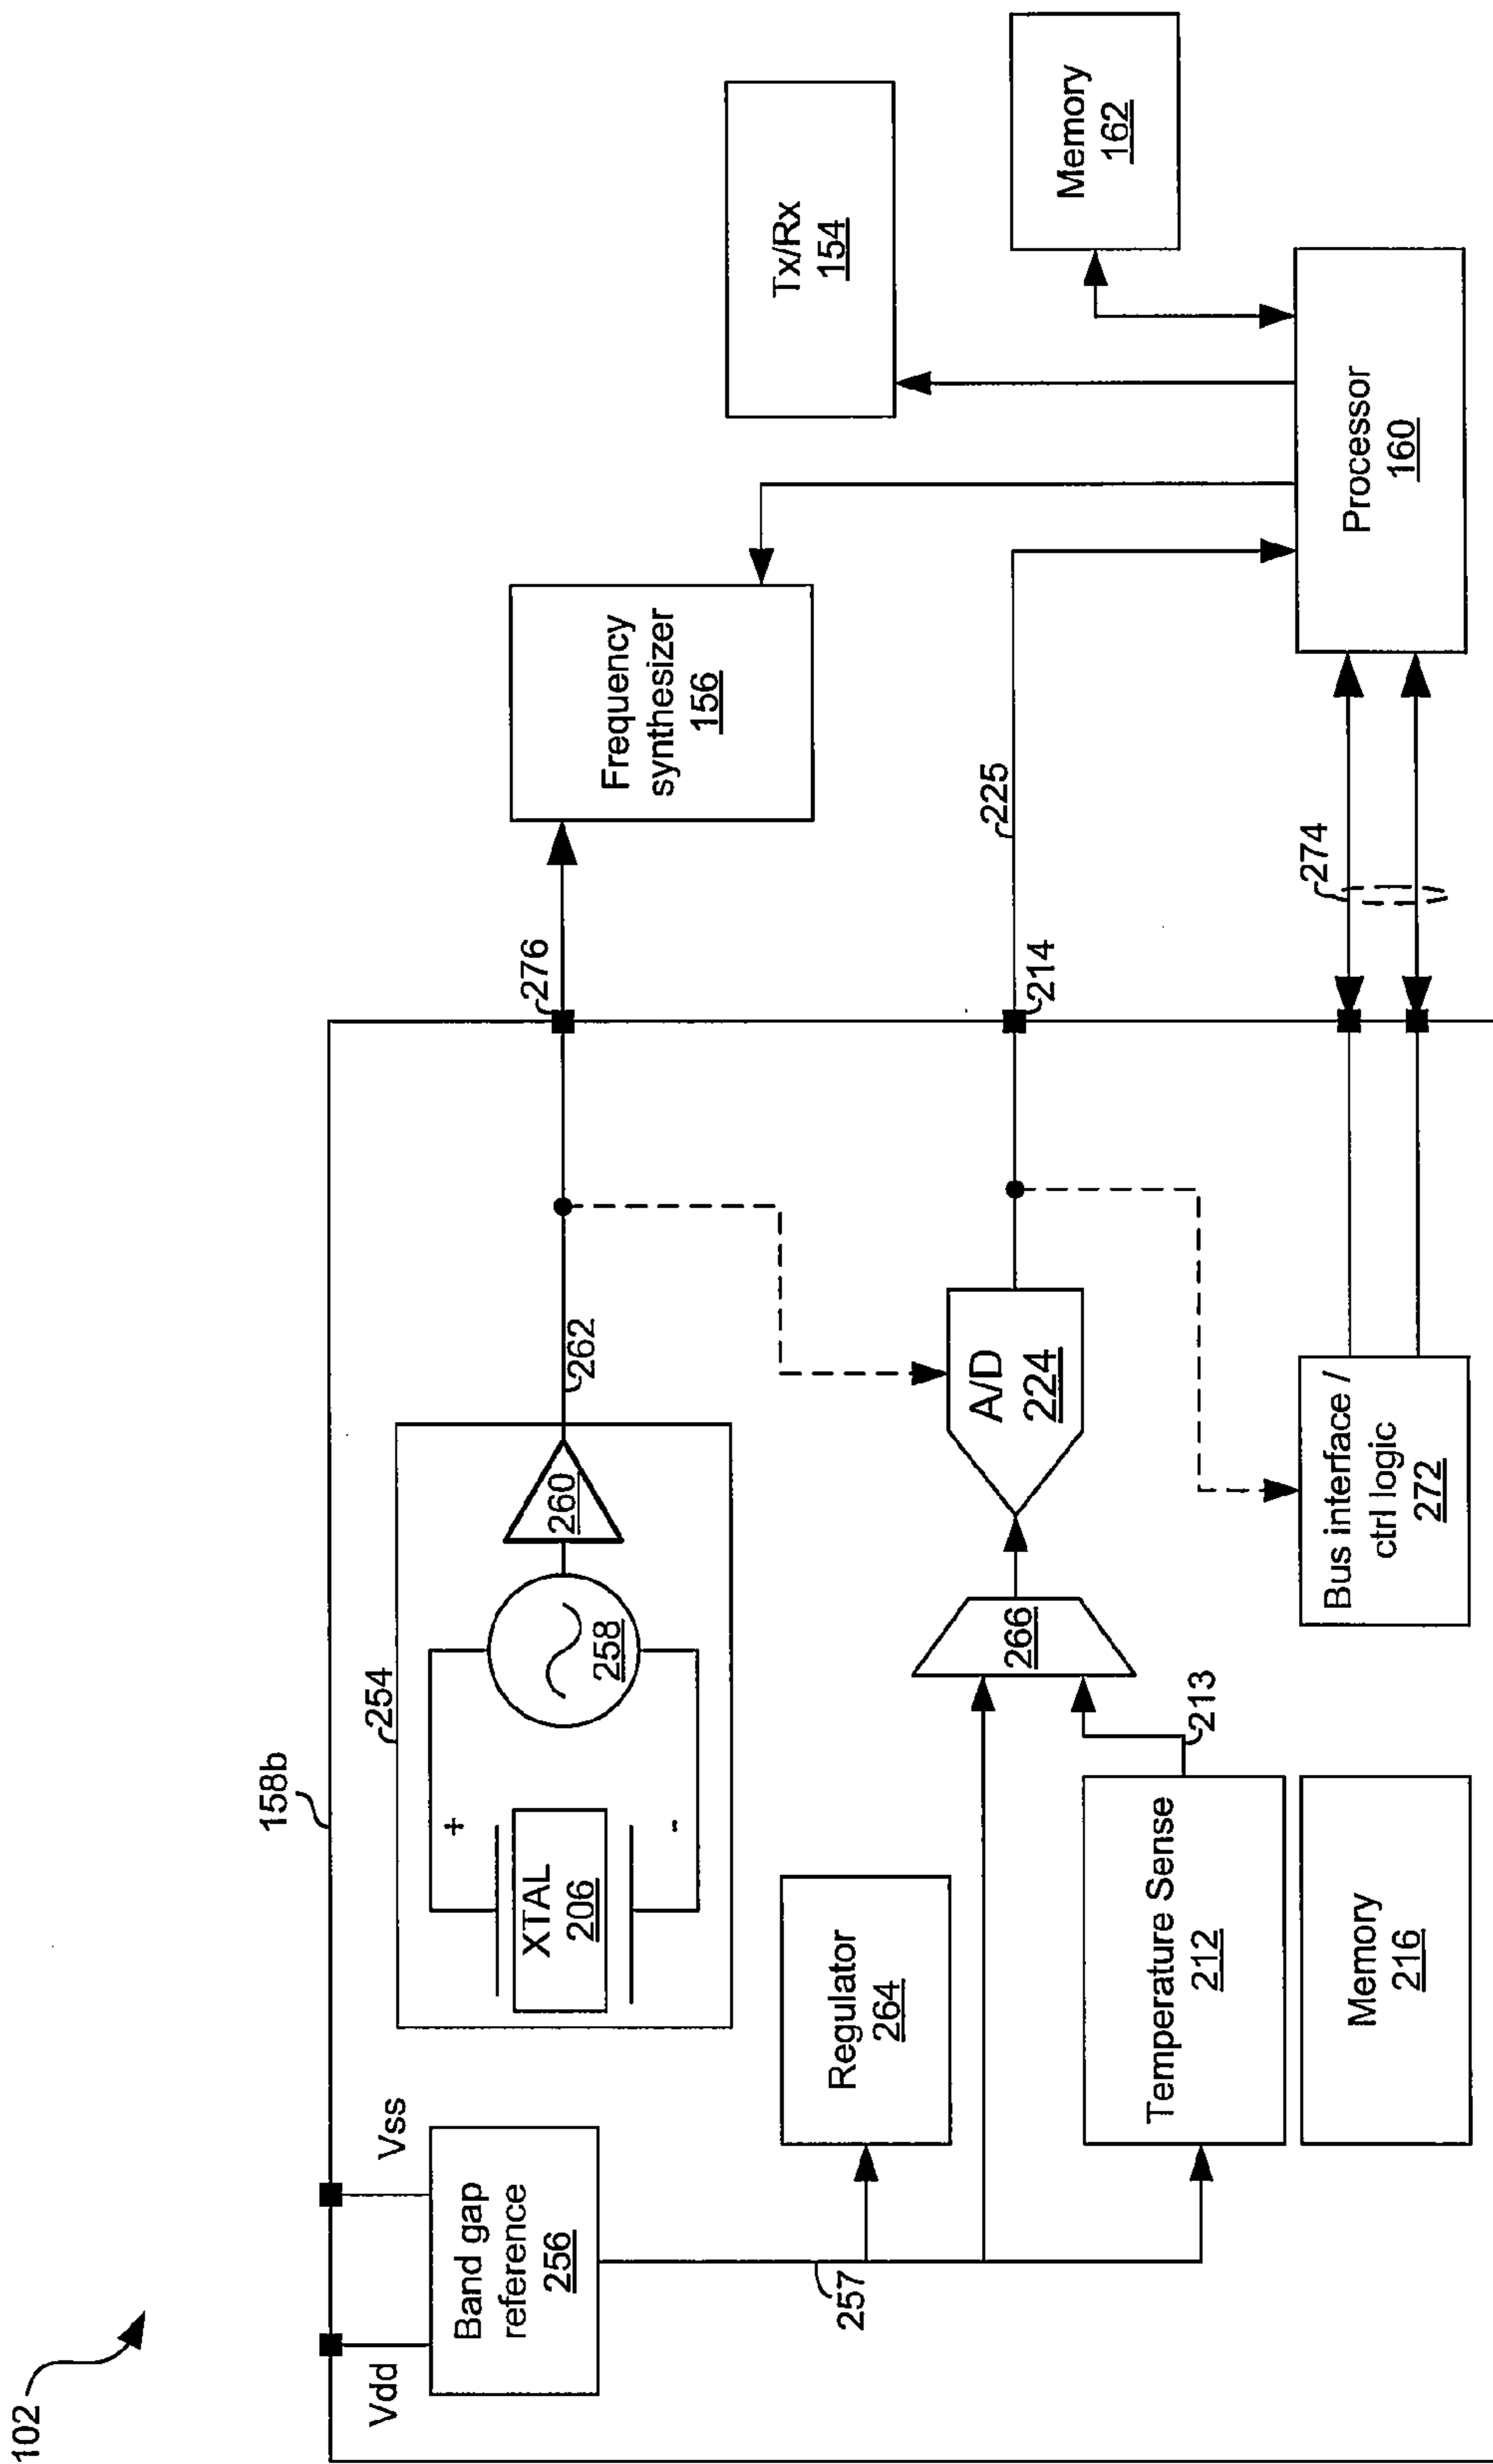 102
158b
Vdd
Vss
Band gap
reference
256
257
254
XTAL
206
+
-
258
260
262
276
Frequency
synthesizer
156
Tx/Rx
154
Regulator
264
266
A/D
224
214
225
Memory
162
Temperature Sense
212
213
Memory
216
Bus interface /
ctrl logic
272
274
Processor
160